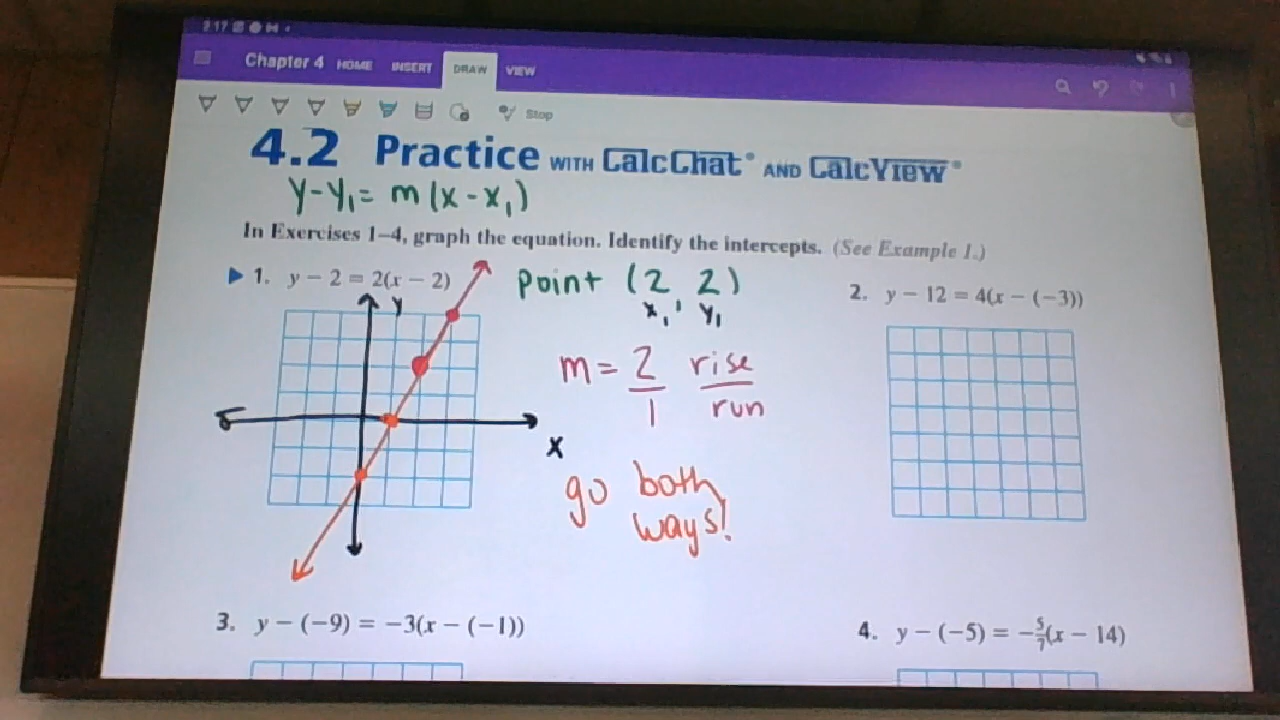 2:17
Chapter 4 HOME INSERT DRAW VIEW
Stop
4.2 Practice WITH CalcChat® AND CalcView®
y-y₁= m(x-x₁)
In Exercises 1–4, graph the equation. Identify the intercepts. (See Example 1.)
1. y − 2 = 2(x − 2)
point (2, 2)
x₁ y₁
2. y − 12 = 4(x − (−3))
y
m = 2/1 rise/run
x
go both
ways!
3. y − (−9) = −3(x − (−1))
4. y − (−5) = −5/7(x − 14)